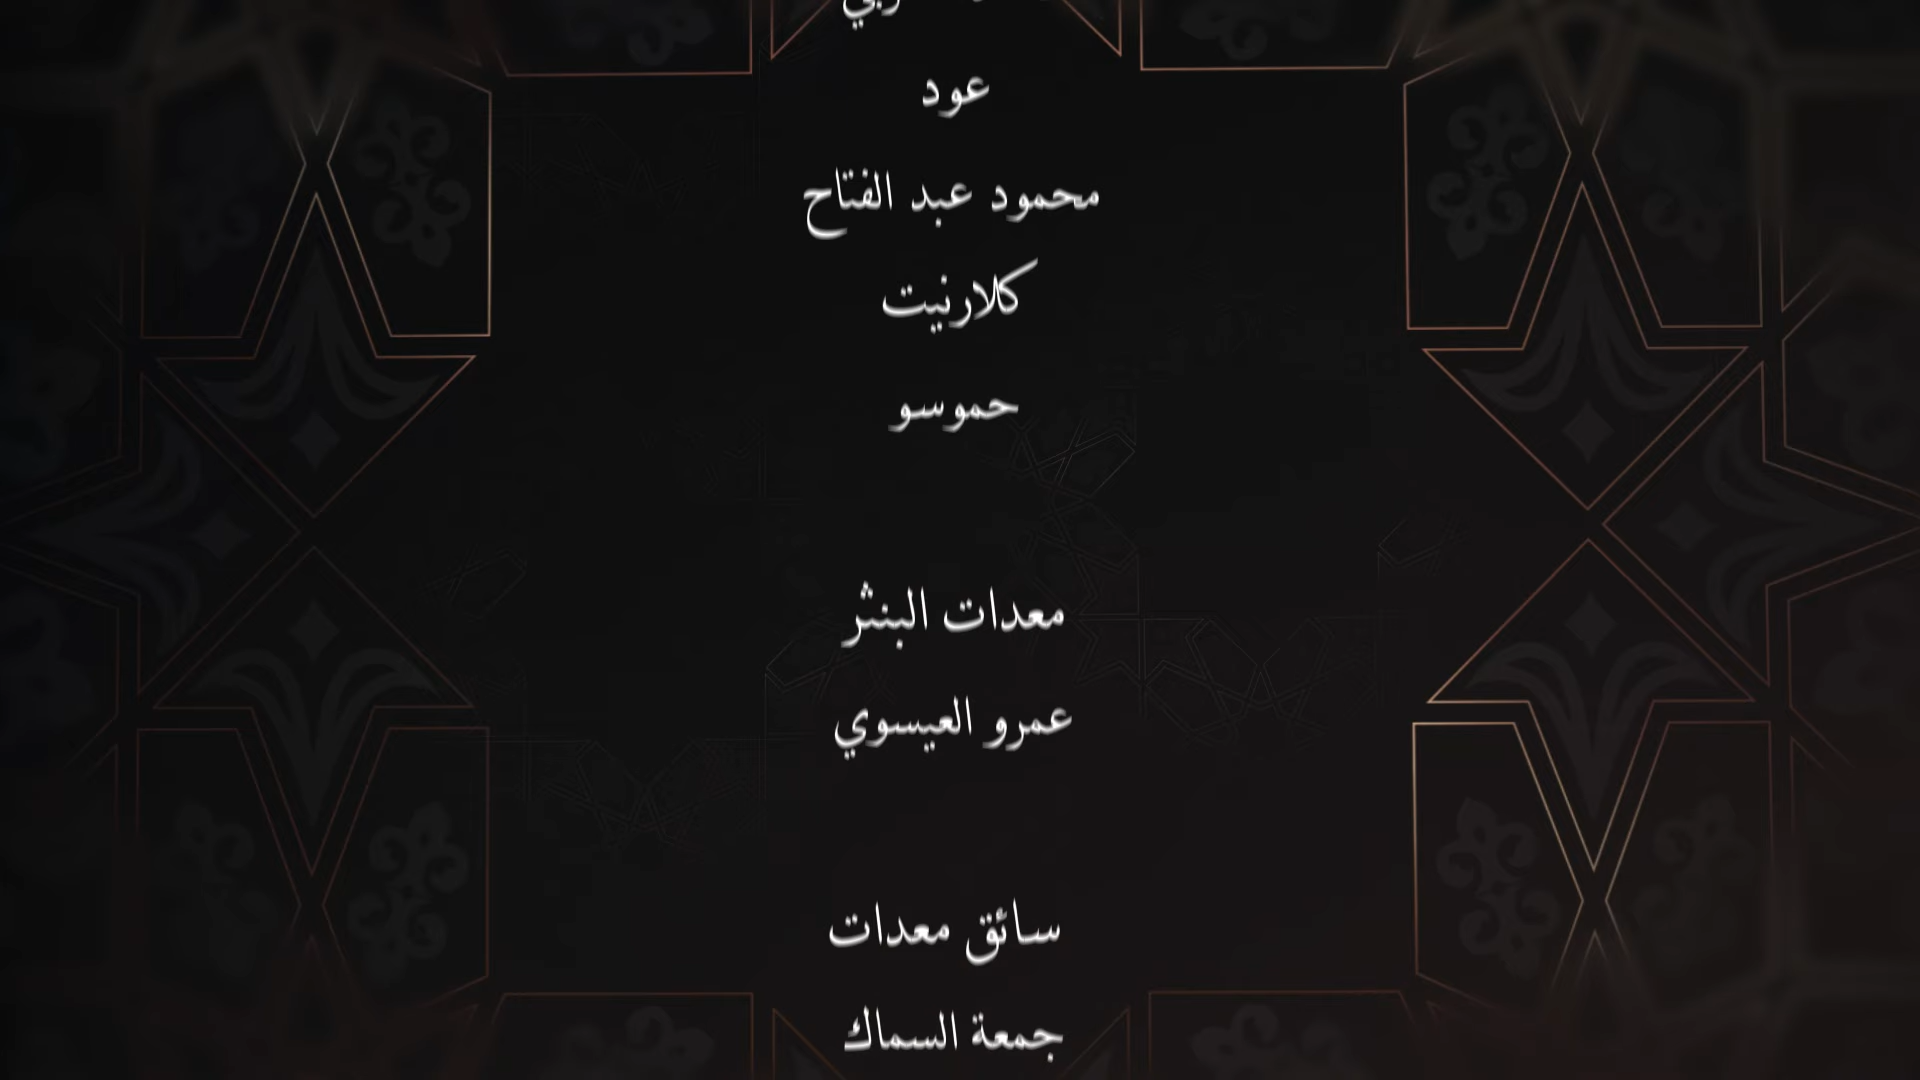 عود
محمود عبد الفتاح
كلارنيت
حموسو
معدات البنثر
عمرو العيسوي
سائق معدات
جمعة السماك